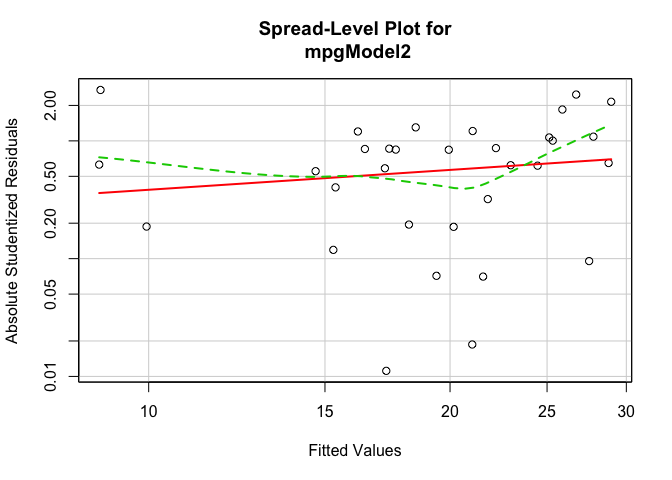 Spread-Level Plot for
mpgModel2
Absolute Studentized Residuals
2.00
0.50
0.20
0.05
0.01
10 15 20 25 30
Fitted Values